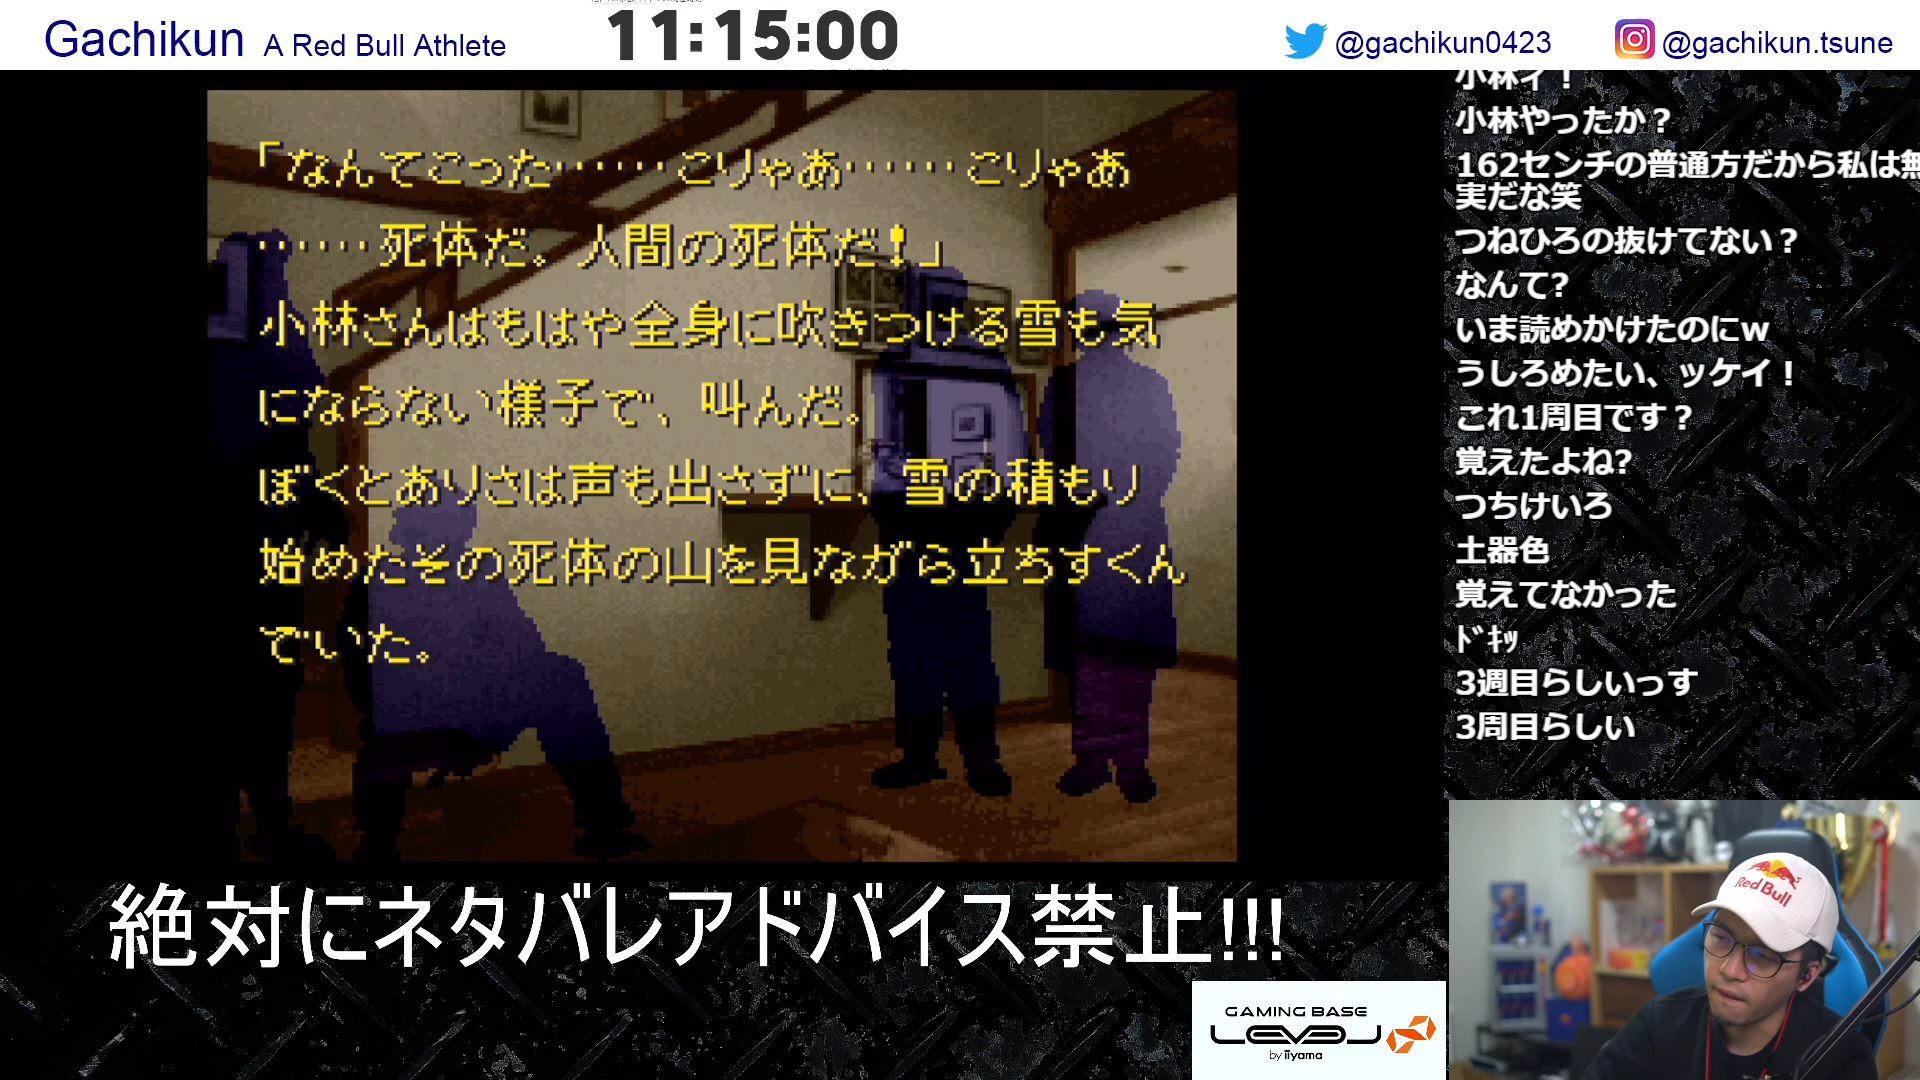 Gachikun A Red Bull Athlete
11:15:00
@gachikun0423
@gachikun.tsune
「なんてこった……こりゃあ……こりゃあ
……死体だ。人間の死体だ!」
小林さんはもはや全身に吹きつける雪も気
にならない様子で、叫んだ。
ぼくとありさは声も出さずに、雪の積もり
始めたその死体の山を見ながら立ちすくん
でいた。
小林ィ！
小林やったか？
162センチの普通方だから私は無
実だな笑
つねひろの抜けてない？
なんて?
いま読めかけたのにw
うしろめたい、ッケイ！
これ1周目です？
覚えたよね?
つちけいろ
土器色
覚えてなかった
ﾄﾞｷｯ
3週目らしいっす
3周目らしい
絶対にネタバレアドバイス禁止!!!
GAMING BASE
LEVEL
by iiyama
Red Bull